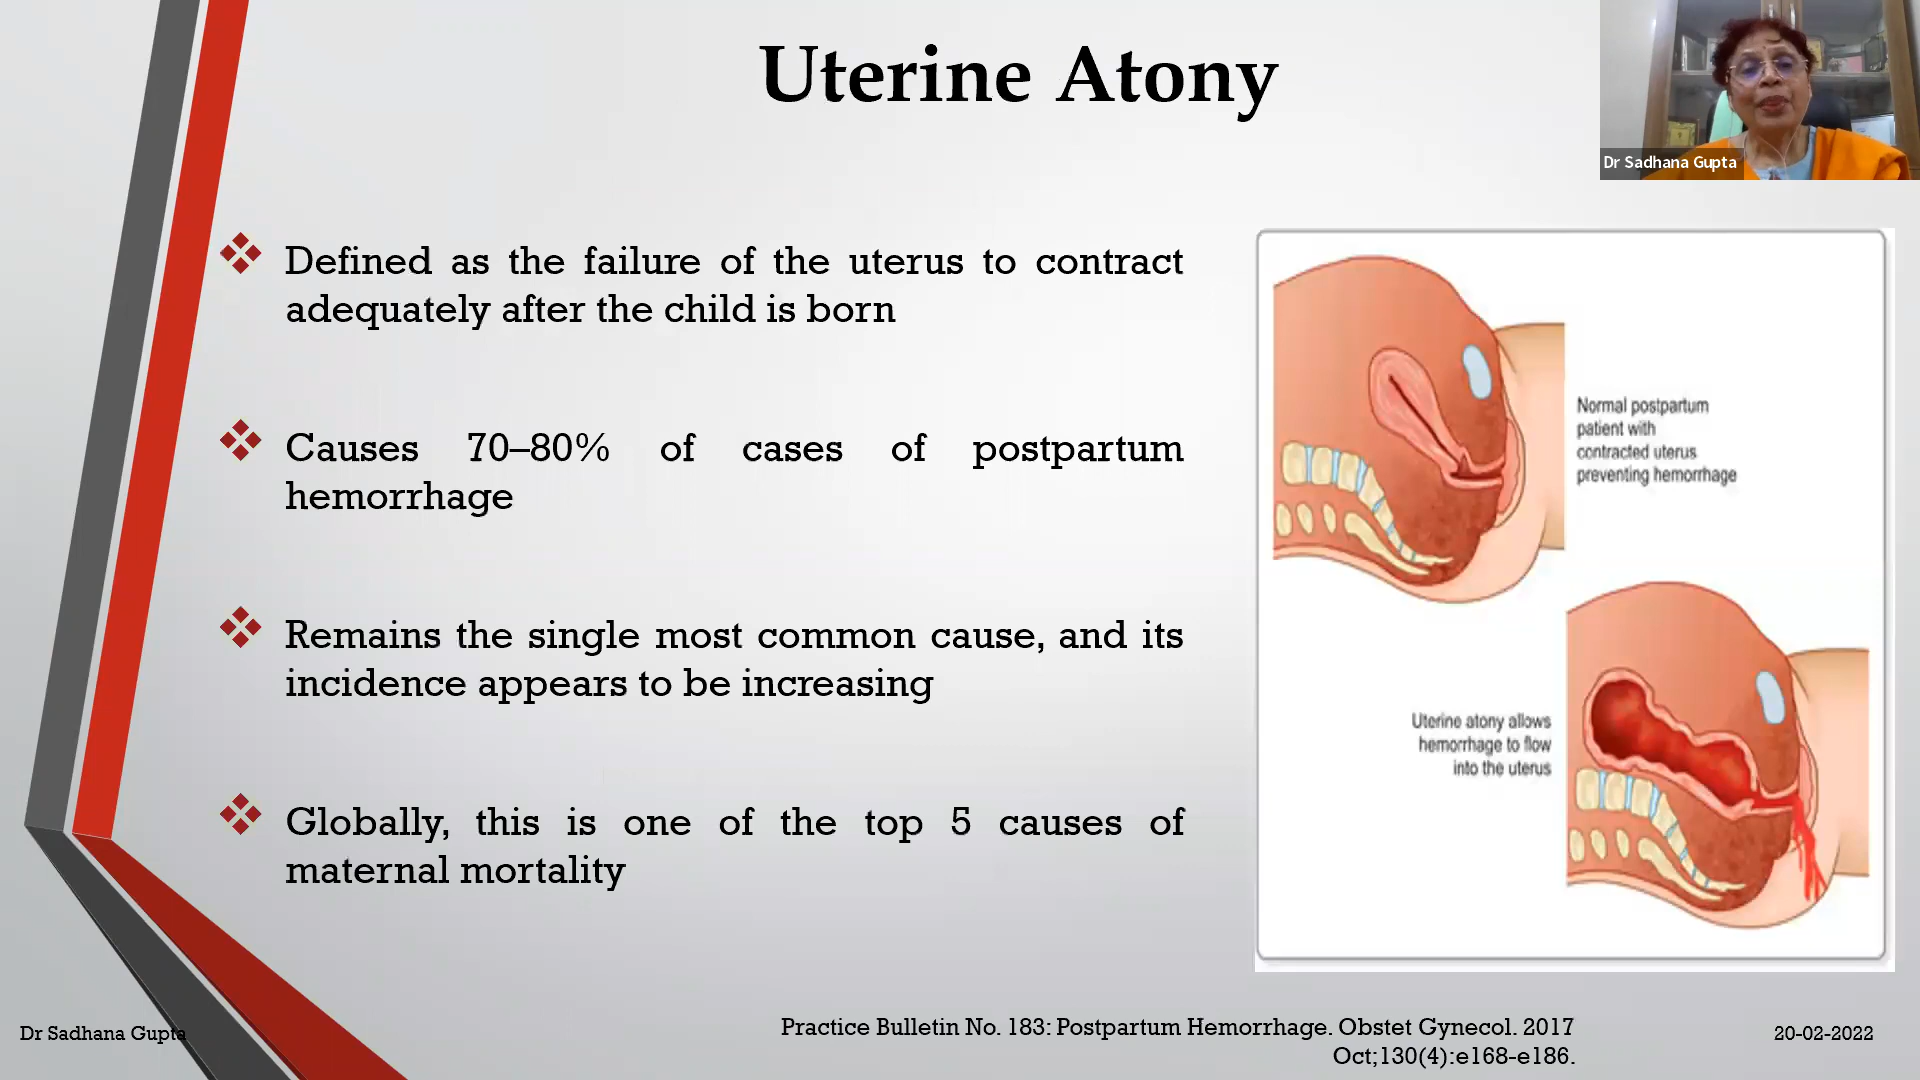 Uterine Atony
Dr Sadhana Gupta
Defined as the failure of the uterus to contract
adequately after the child is born
Causes 70–80% of cases of postpartum
hemorrhage
Remains the single most common cause, and its
incidence appears to be increasing
Globally, this is one of the top 5 causes of
maternal mortality
Normal postpartum
patient with
contracted uterus
preventing hemorrhage
Uterine atony allows
hemorrhage to flow
into the uterus
Dr Sadhana Gupta
Practice Bulletin No. 183: Postpartum Hemorrhage. Obstet Gynecol. 2017
Oct;130(4):e168-e186.
20-02-2022